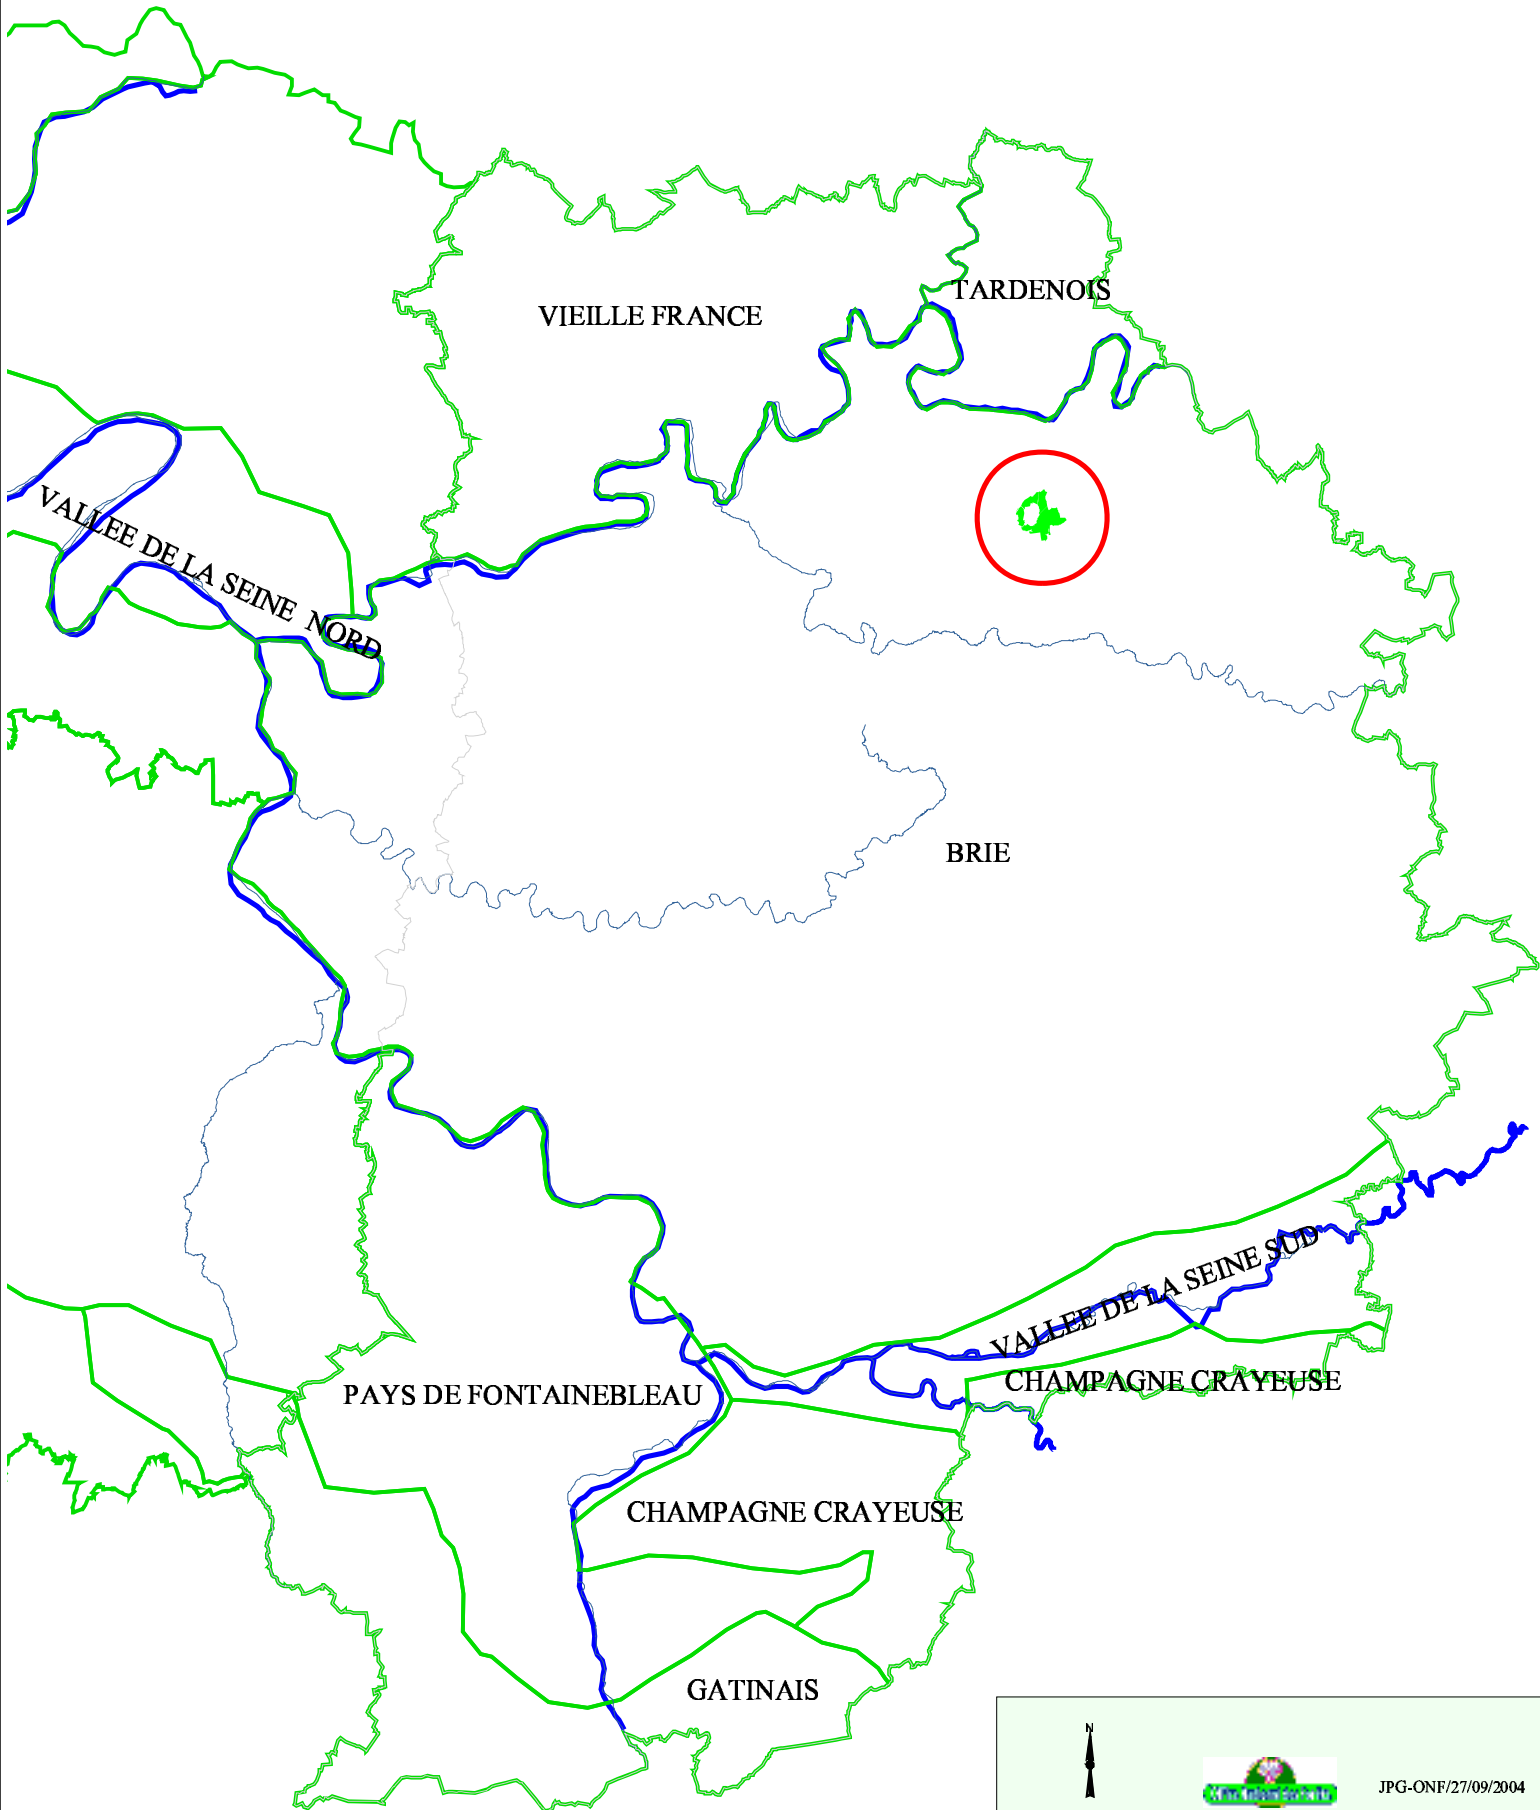 TARDENOIS
VIEILLE FRANCE
VALLEE DE LA SEINE NORD
BRIE
VALLEE DE LA SEINE SUD
CHAMPAGNE CRAYEUSE
PAYS DE FONTAINEBLEAU
CHAMPAGNE CRAYEUSE
GATINAIS
N
JPG-ONF/27/09/2004